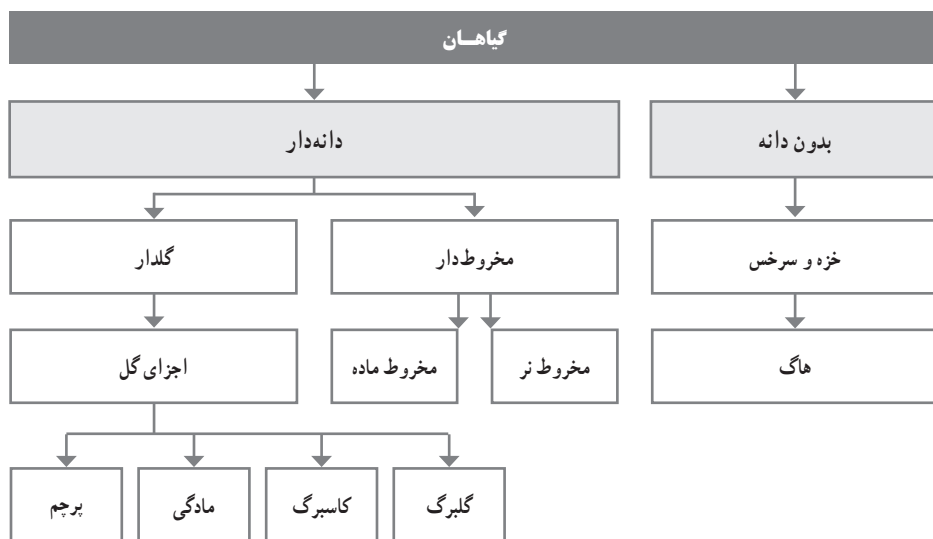 گیاهـان
بدون دانه
دانه‌دار
خزه و سرخس
مخروط‌دار
گلدار
هاگ
مخروط نر
مخروط ماده
اجزای گل
گلبرگ
کاسبرگ
مادگی
پرچم